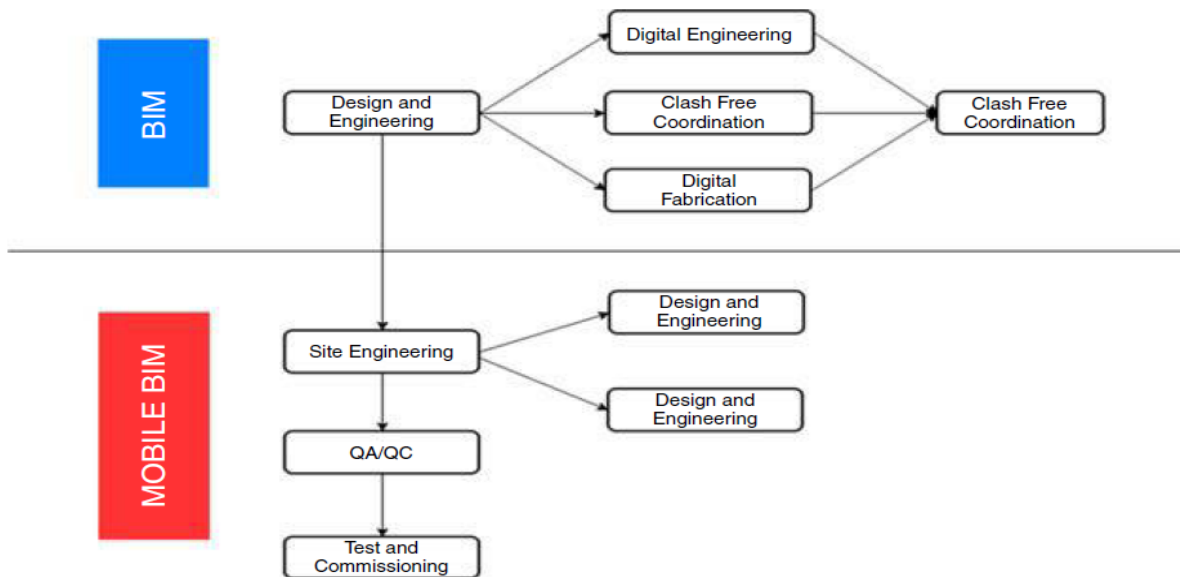 BIM
Design and
Engineering
Digital Engineering
Clash Free
Coordination
Digital
Fabrication
Clash Free
Coordination
MOBILE BIM
Site Engineering
Design and
Engineering
Design and
Engineering
QA/QC
Test and
Commissioning